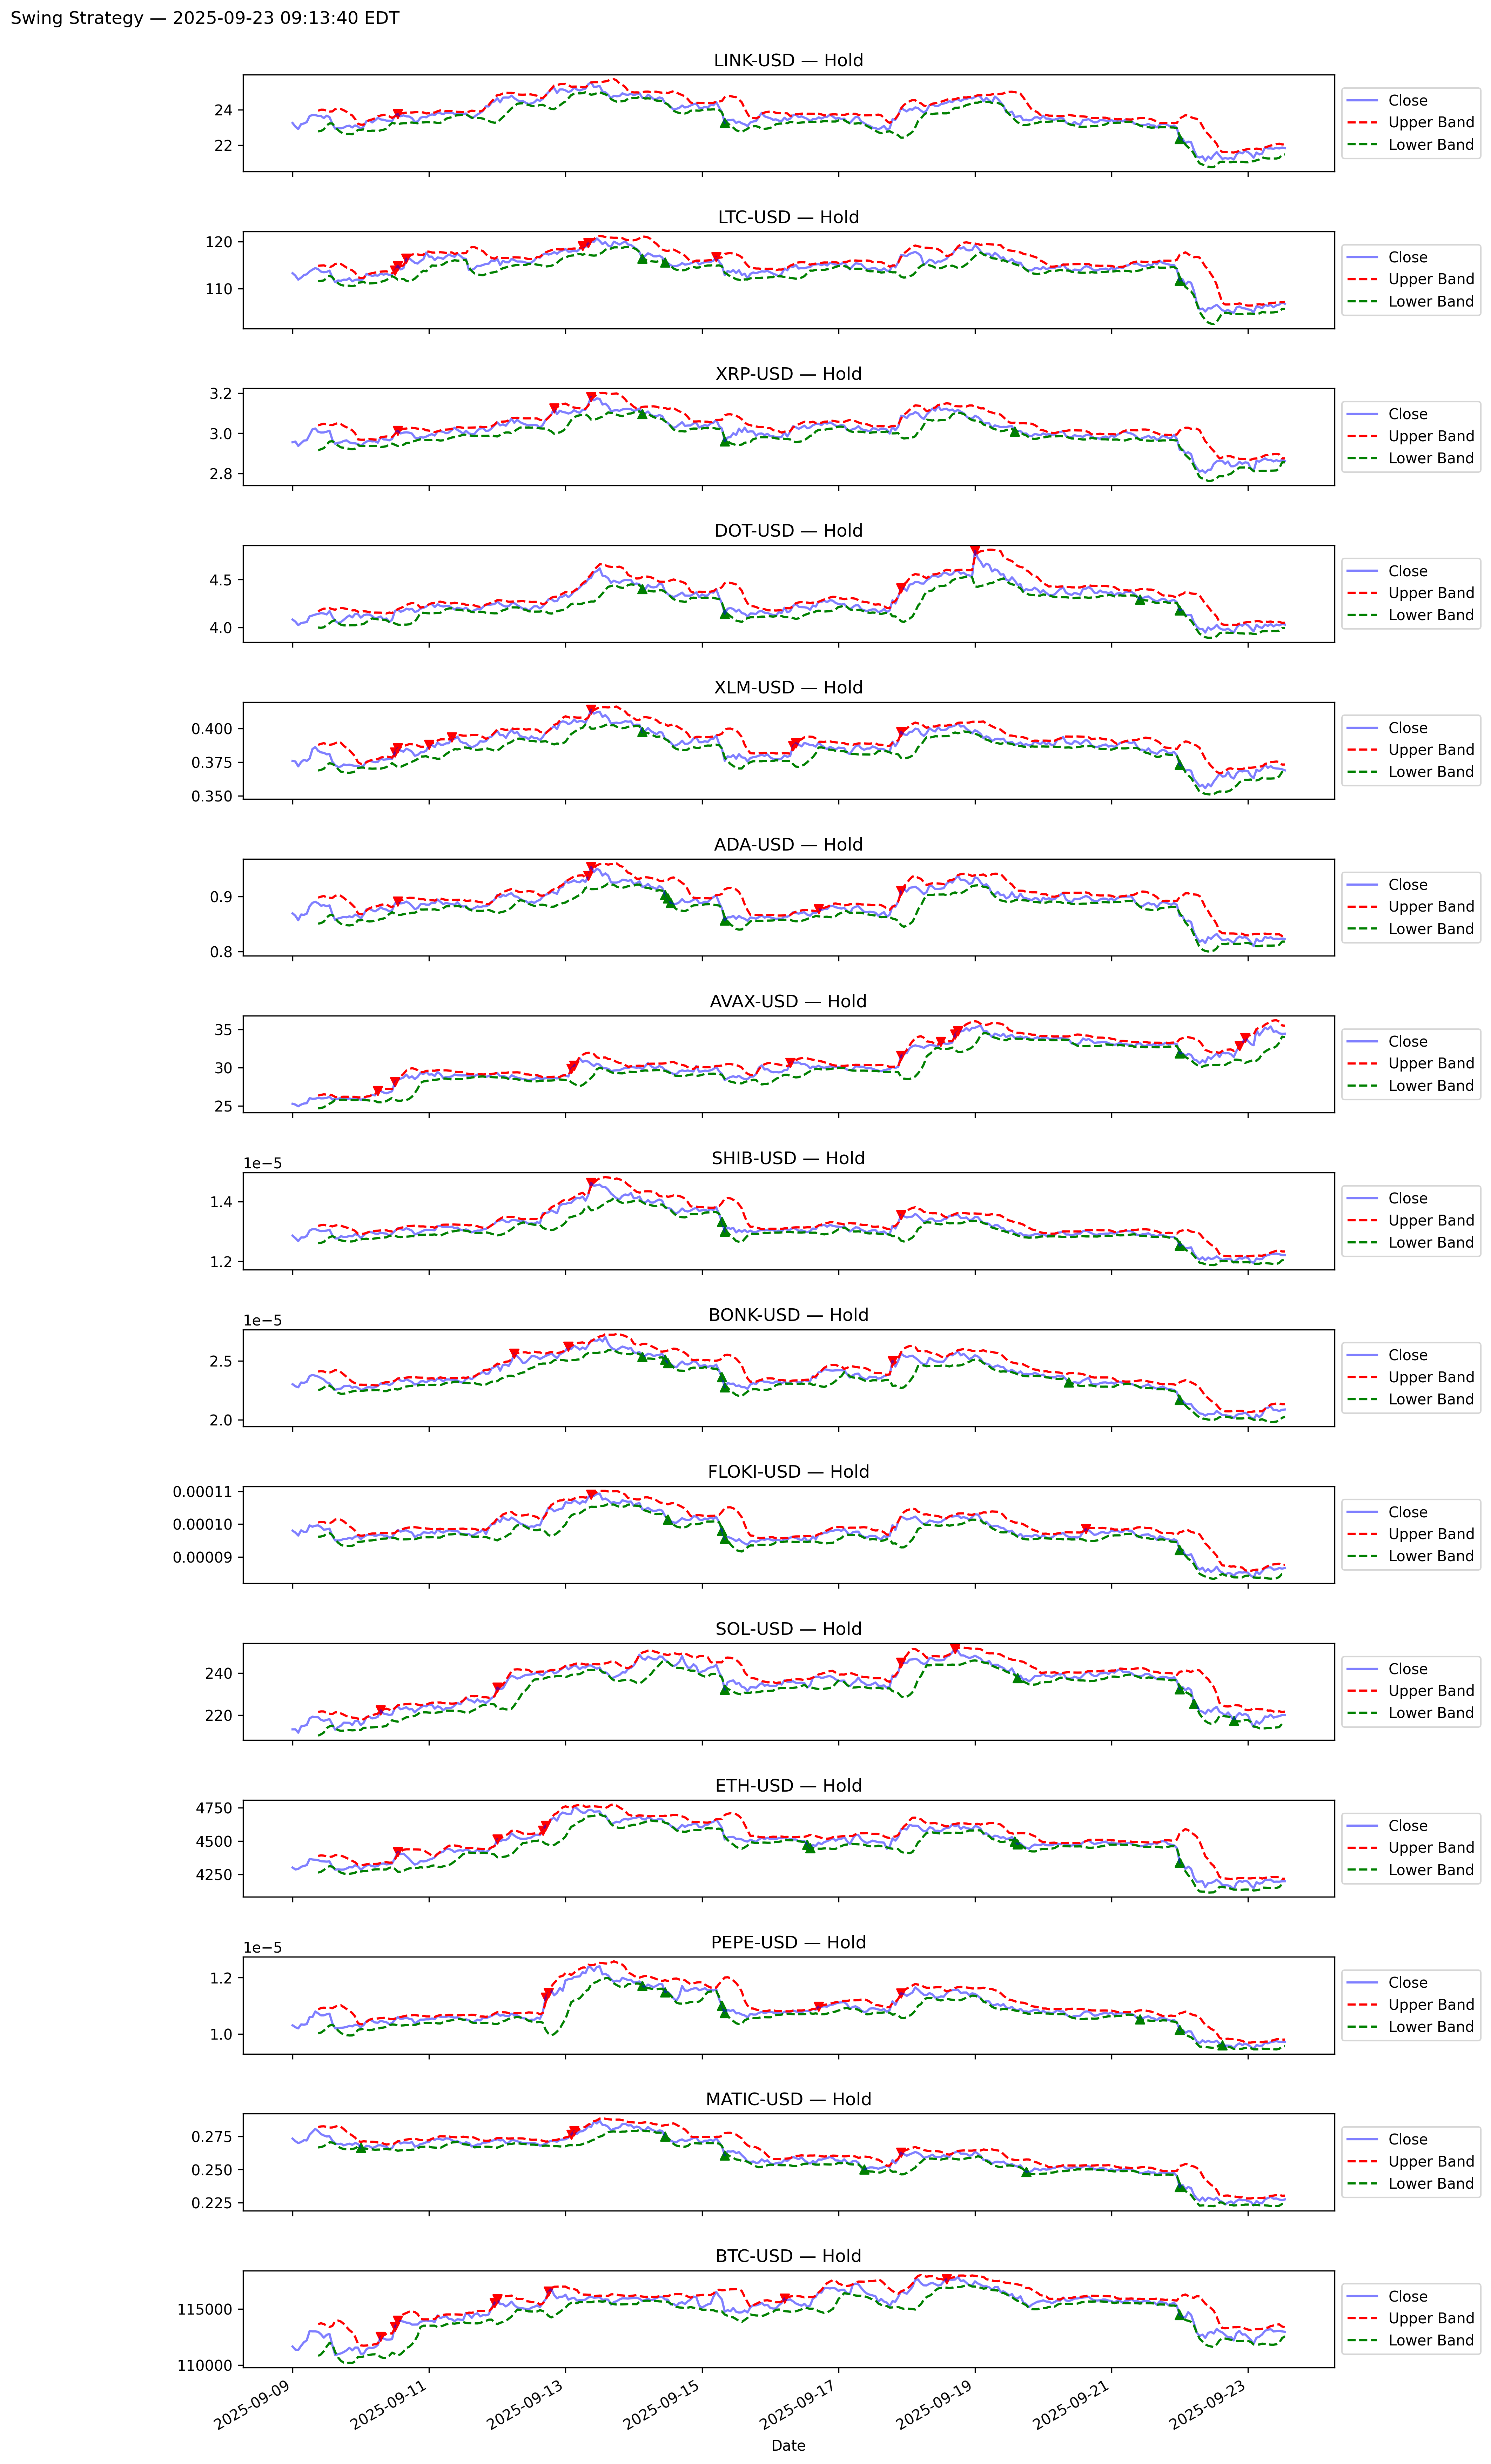 Swing Strategy — 2025-09-23 09:13:40 EDT
LINK-USD — Hold
24
22
Close
Upper Band
Lower Band
LTC-USD — Hold
120
110
Close
Upper Band
Lower Band
XRP-USD — Hold
3.2
3.0
2.8
Close
Upper Band
Lower Band
DOT-USD — Hold
4.5
4.0
Close
Upper Band
Lower Band
XLM-USD — Hold
0.400
0.375
0.350
Close
Upper Band
Lower Band
ADA-USD — Hold
0.9
0.8
Close
Upper Band
Lower Band
AVAX-USD — Hold
35
30
25
Close
Upper Band
Lower Band
SHIB-USD — Hold
1e−5
1.4
1.2
Close
Upper Band
Lower Band
BONK-USD — Hold
1e−5
2.5
2.0
Close
Upper Band
Lower Band
FLOKI-USD — Hold
0.00011
0.00010
0.00009
Close
Upper Band
Lower Band
SOL-USD — Hold
240
220
Close
Upper Band
Lower Band
ETH-USD — Hold
4750
4500
4250
Close
Upper Band
Lower Band
PEPE-USD — Hold
1e−5
1.2
1.0
Close
Upper Band
Lower Band
MATIC-USD — Hold
0.275
0.250
0.225
Close
Upper Band
Lower Band
BTC-USD — Hold
115000
110000
Close
Upper Band
Lower Band
2025-09-09
2025-09-11
2025-09-13
2025-09-15
2025-09-17
2025-09-19
2025-09-21
2025-09-23
Date